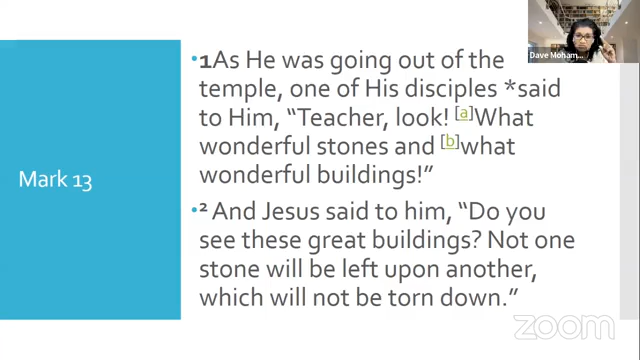 Mark 13
•1As He was going out of the
temple, one of His disciples *said
to Him, “Teacher, look! [a]What
wonderful stones and [b]what
wonderful buildings!”
•2 And Jesus said to him, “Do you
see these great buildings? Not one
stone will be left upon another,
which will not be torn down.”
Dave Moham...
zoom